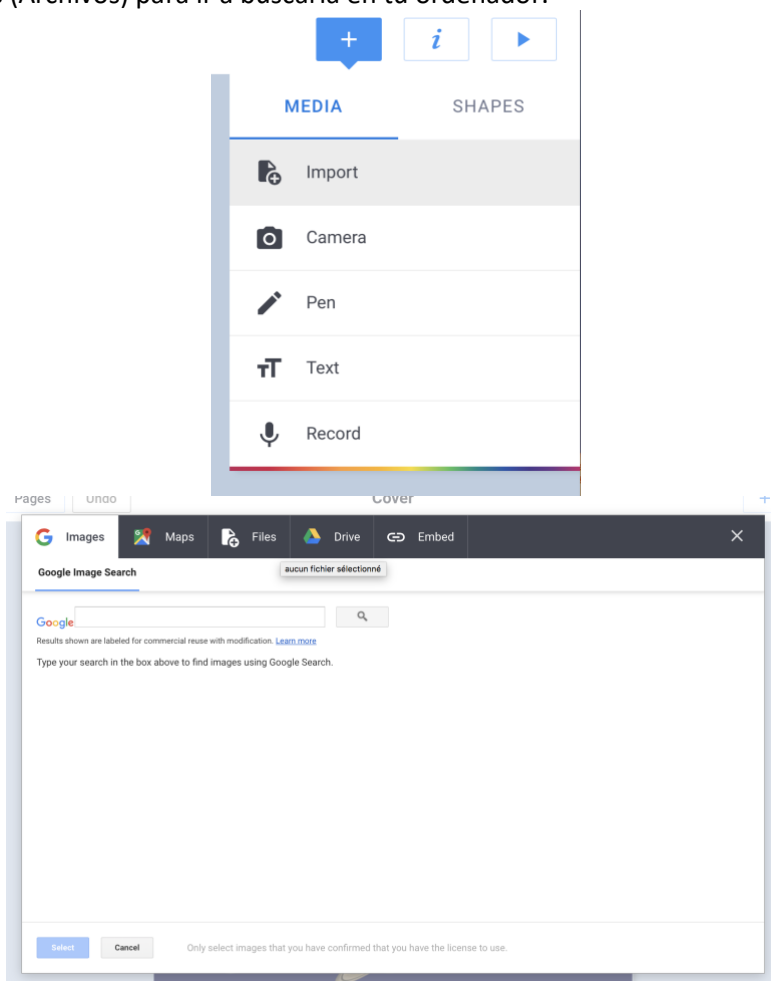 (Archivos) para ir a buscarla en tu ordenador.
+ i
MEDIA SHAPES
Import
Camera
Pen
Text
Record
Pages Undo Cover +
G Images Maps Files Drive Embed
aucun fichier sélectionné
Google Image Search
Google
Results shown are labeled for commercial reuse with modification. Learn more
Type your search in the box above to find images using Google Search.
Select Cancel Only select images that you have confirmed that you have the license to use.